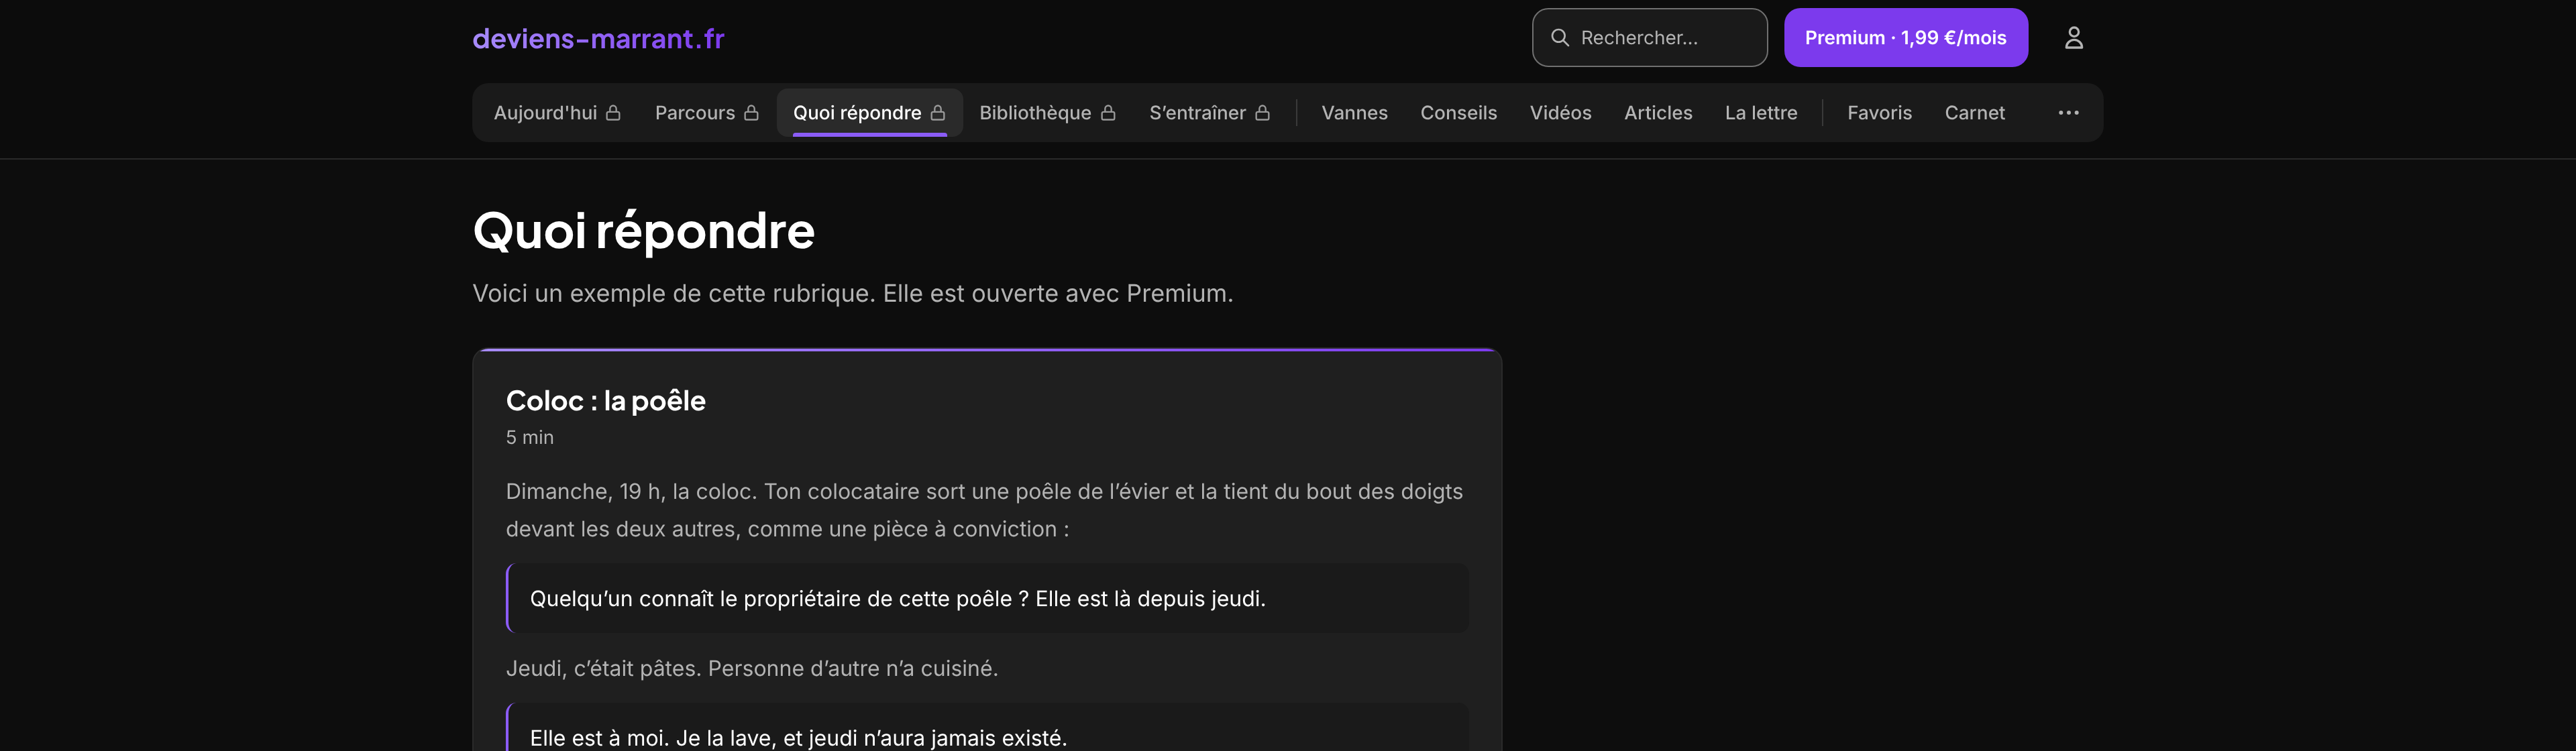 deviens-marrant.fr
Rechercher...
Premium · 1,99 €/mois
Aujourd'hui
Parcours
Quoi répondre
Bibliothèque
S’entraîner
Vannes
Conseils
Vidéos
Articles
La lettre
Favoris
Carnet
Quoi répondre
Voici un exemple de cette rubrique. Elle est ouverte avec Premium.
Coloc : la poêle
5 min
Dimanche, 19 h, la coloc. Ton colocataire sort une poêle de l’évier et la tient du bout des doigts
devant les deux autres, comme une pièce à conviction :
Quelqu’un connaît le propriétaire de cette poêle ? Elle est là depuis jeudi.
Jeudi, c’était pâtes. Personne d’autre n’a cuisiné.
Elle est à moi. Je la lave, et jeudi n’aura jamais existé.